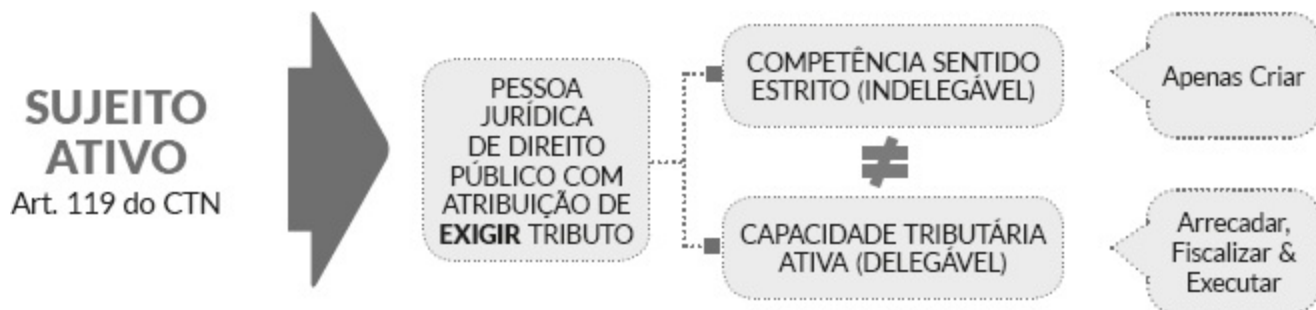 SUJEITO
ATIVO
Art. 119 do CTN
PESSOA
JURÍDICA
DE DIREITO
PÚBLICO COM
ATRIBUIÇÃO DE
EXIGIR TRIBUTO
COMPETÊNCIA SENTIDO
ESTRITO (INDELEGÁVEL)
Apenas Criar
≠
CAPACIDADE TRIBUTÁRIA
ATIVA (DELEGÁVEL)
Arrecadar,
Fiscalizar &
Executar